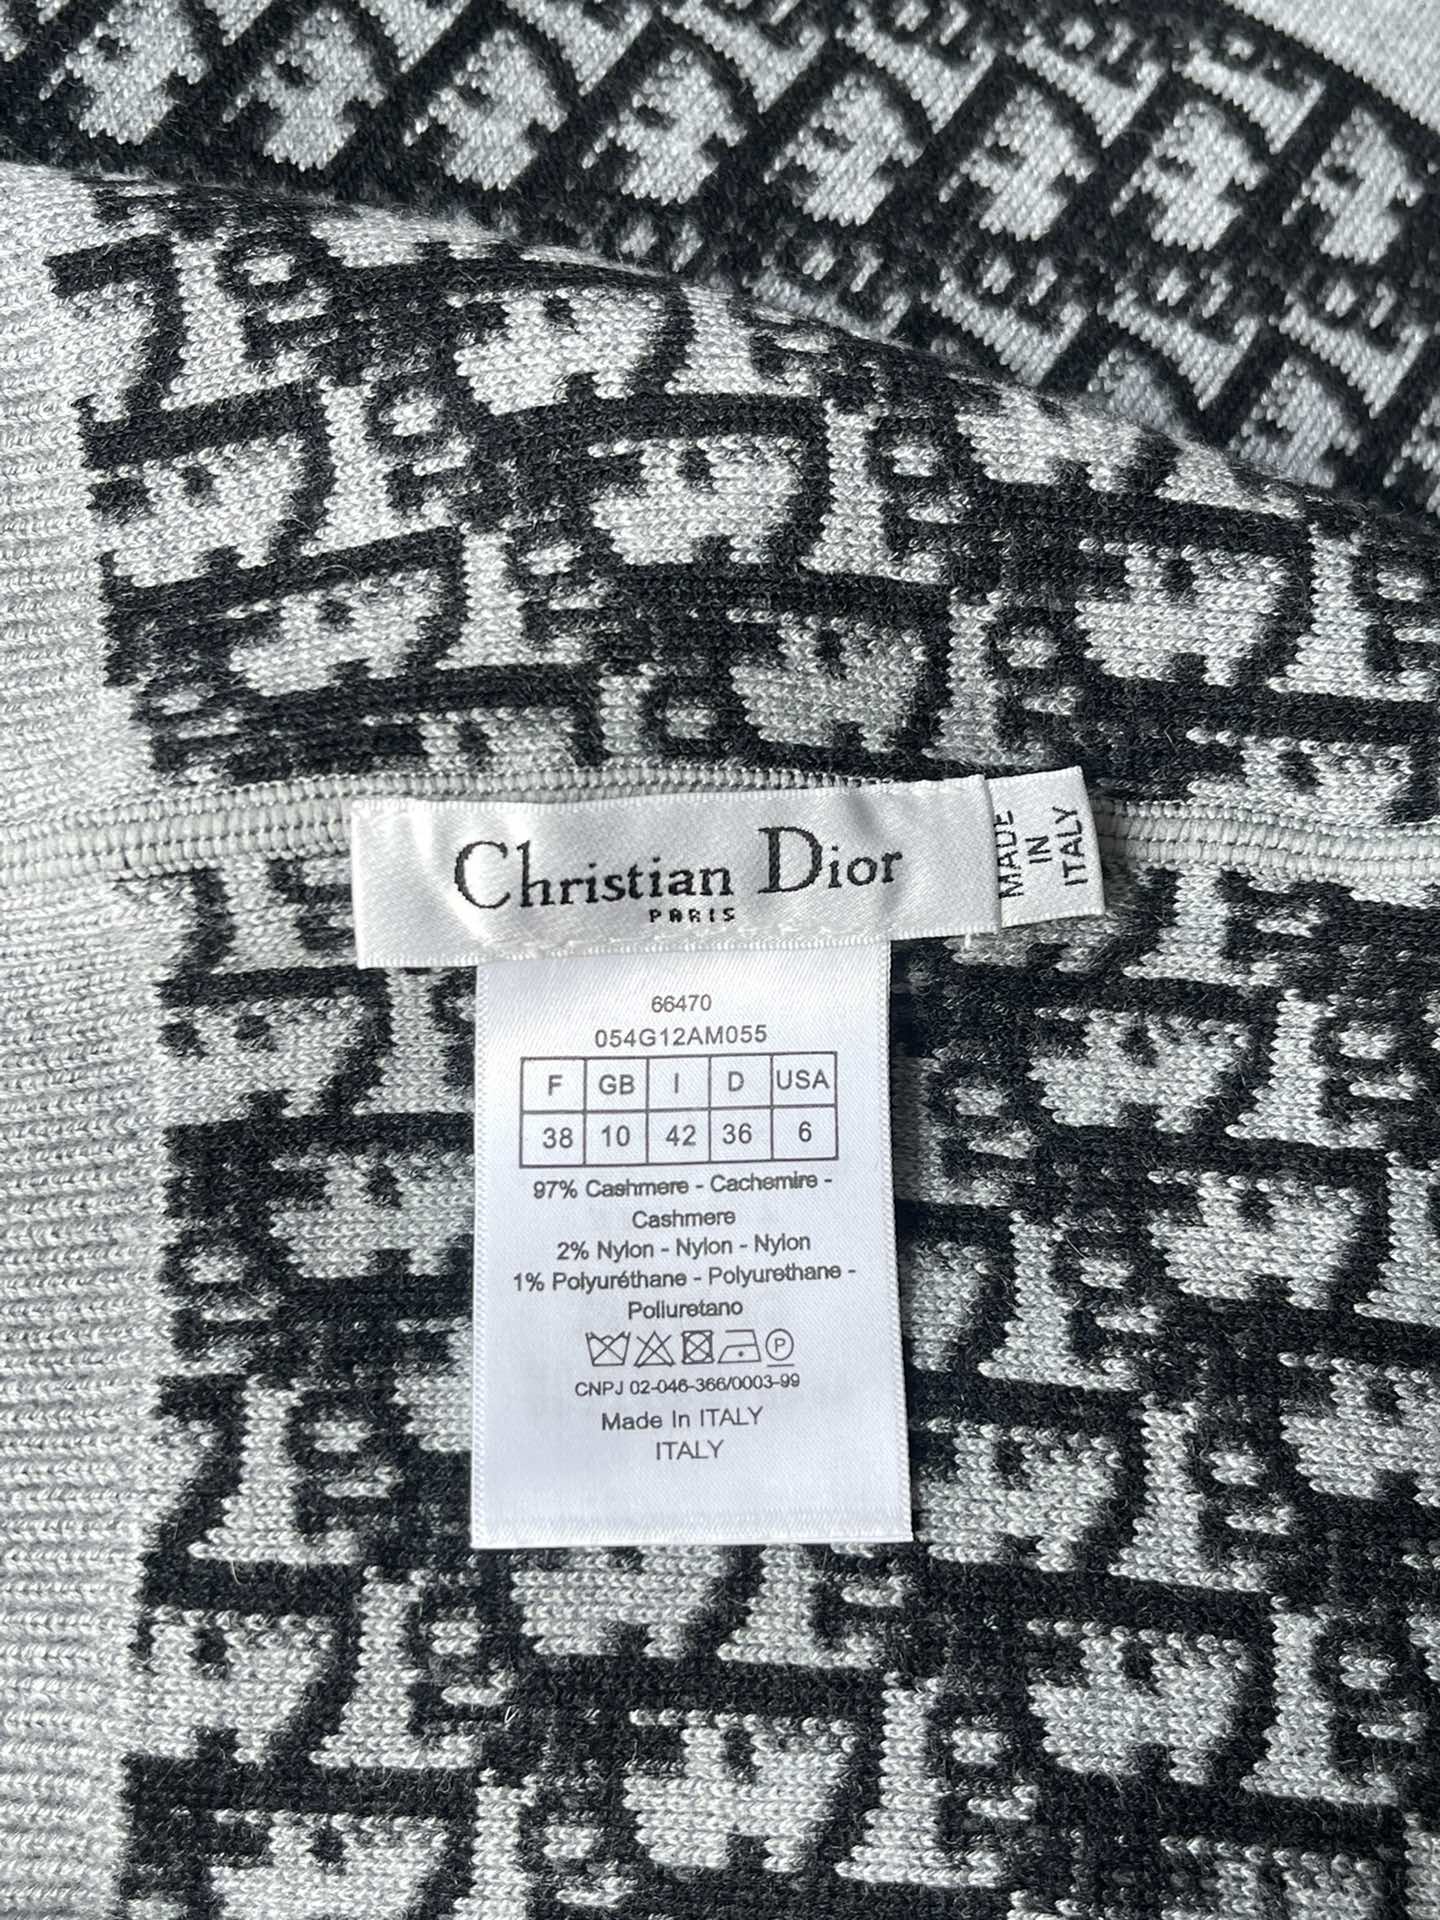 Christian Dior
PARIS
MADE
IN
ITALY
66470
054G12AM055
F GB I D USA
38 10 42 36 6
97% Cashmere - Cachemire -
Cashmere
2% Nylon - Nylon - Nylon
1% Polyuréthane - Polyurethane -
Poliuretano
P
CNPJ 02-046-366/0003-99
Made In ITALY
ITALY